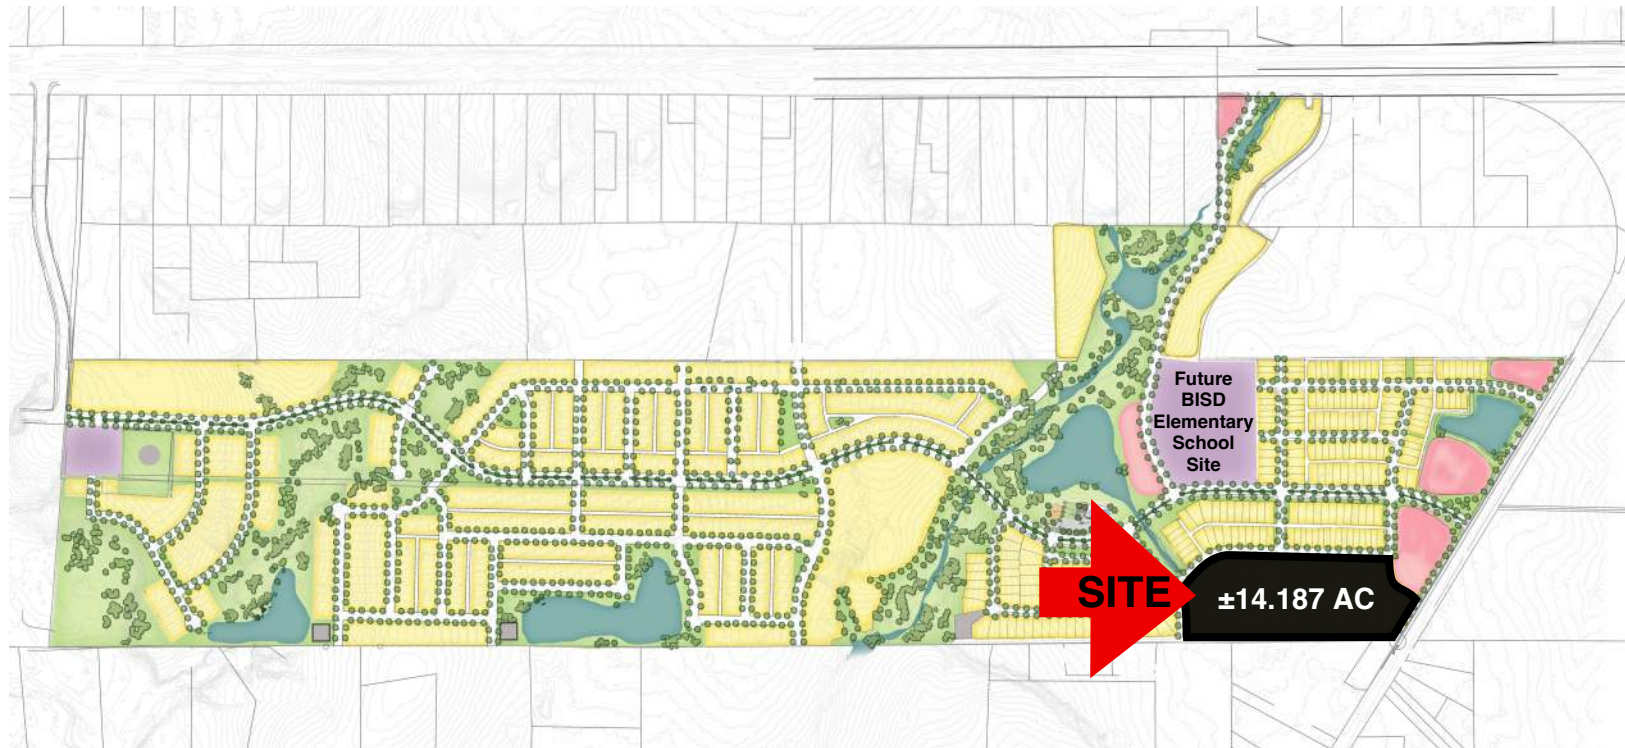 Future
BISD
Elementary
School
Site
SITE
±14.187 AC